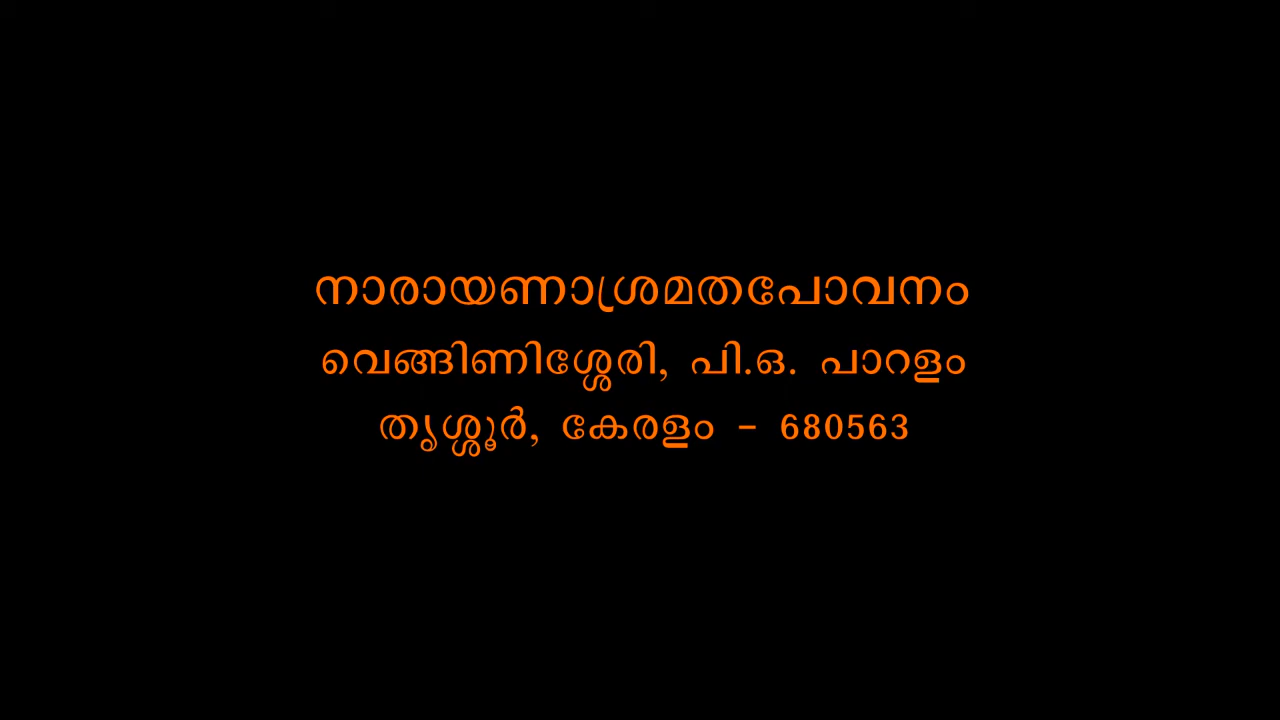 നാരായണാശ്രമതപോവനം
വെങ്ങിണിശ്ശേരി, പി.ഒ. പാറളം
തൃശ്ശൂർ, കേരളം - 680563